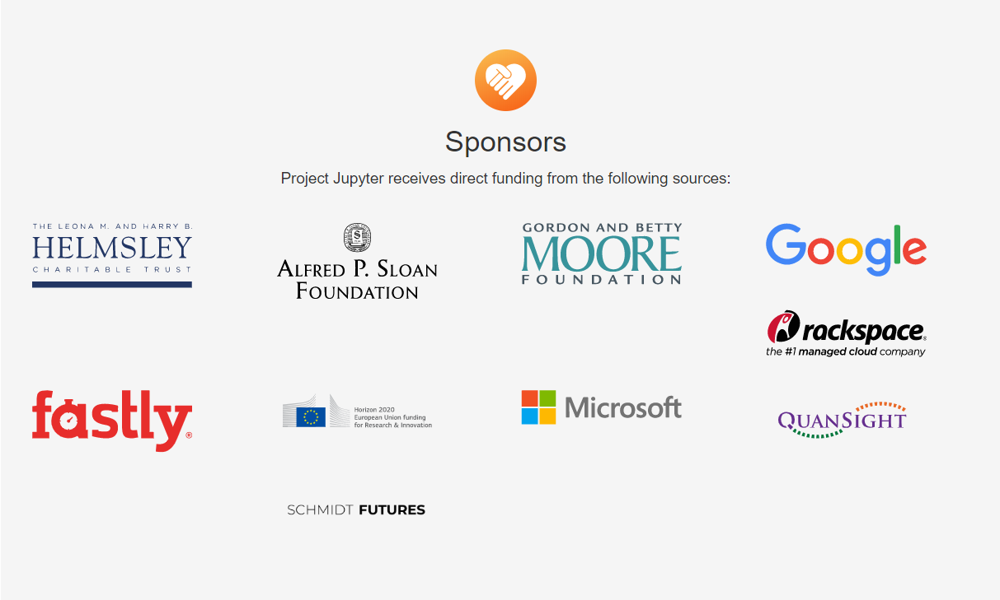 Sponsors
Project Jupyter receives direct funding from the following sources:
THE LEONA M. AND HARRY B.
HELMSLEY
CHARITABLE TRUST
ALFRED P. SLOAN
FOUNDATION
GORDON AND BETTY
MOORE
FOUNDATION
Google
rackspace®
the #1 managed cloud company
fastly®
Horizon 2020
European Union funding
for Research & Innovation
Microsoft
QUANSIGHT
SCHMIDT FUTURES